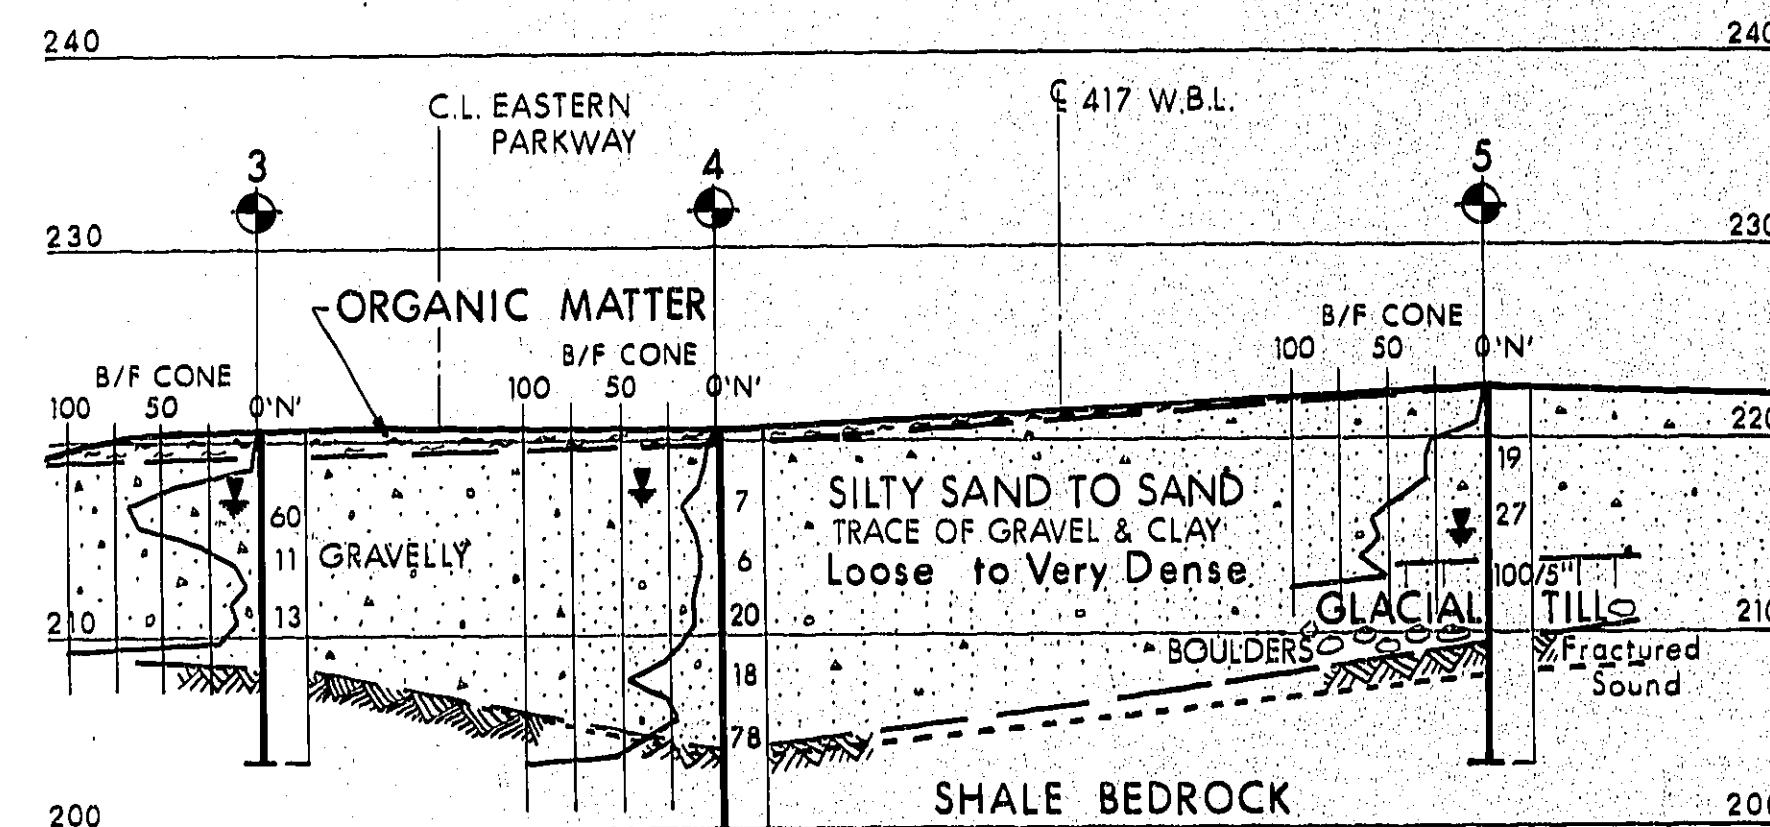 240
240
C.L. EASTERN
PARKWAY
℄ 417 W.B.L.
3
4
5
230
230
ORGANIC MATTER
B/F CONE
B/F CONE
B/F CONE
100 50 0 'N'
100 50 0 'N'
100 50 0 'N'
220
60
11
13
GRAVELLY
7
6
20
18
78
SILTY SAND TO SAND
TRACE OF GRAVEL & CLAY
Loose to Very Dense
19
27
100/5"
GLACIAL TILL
BOULDERS
210
210
Fractured
Sound
SHALE BEDROCK
200
200